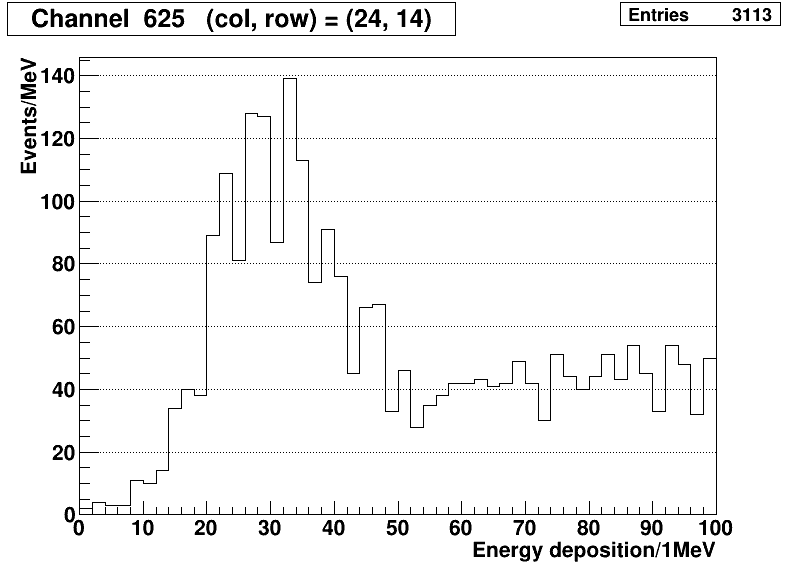 Channel 625 (col, row) = (24, 14)
Entries 3113
Events/MeV
140
120
100
80
60
40
20
0
0 10 20 30 40 50 60 70 80 90 100
Energy deposition/1MeV